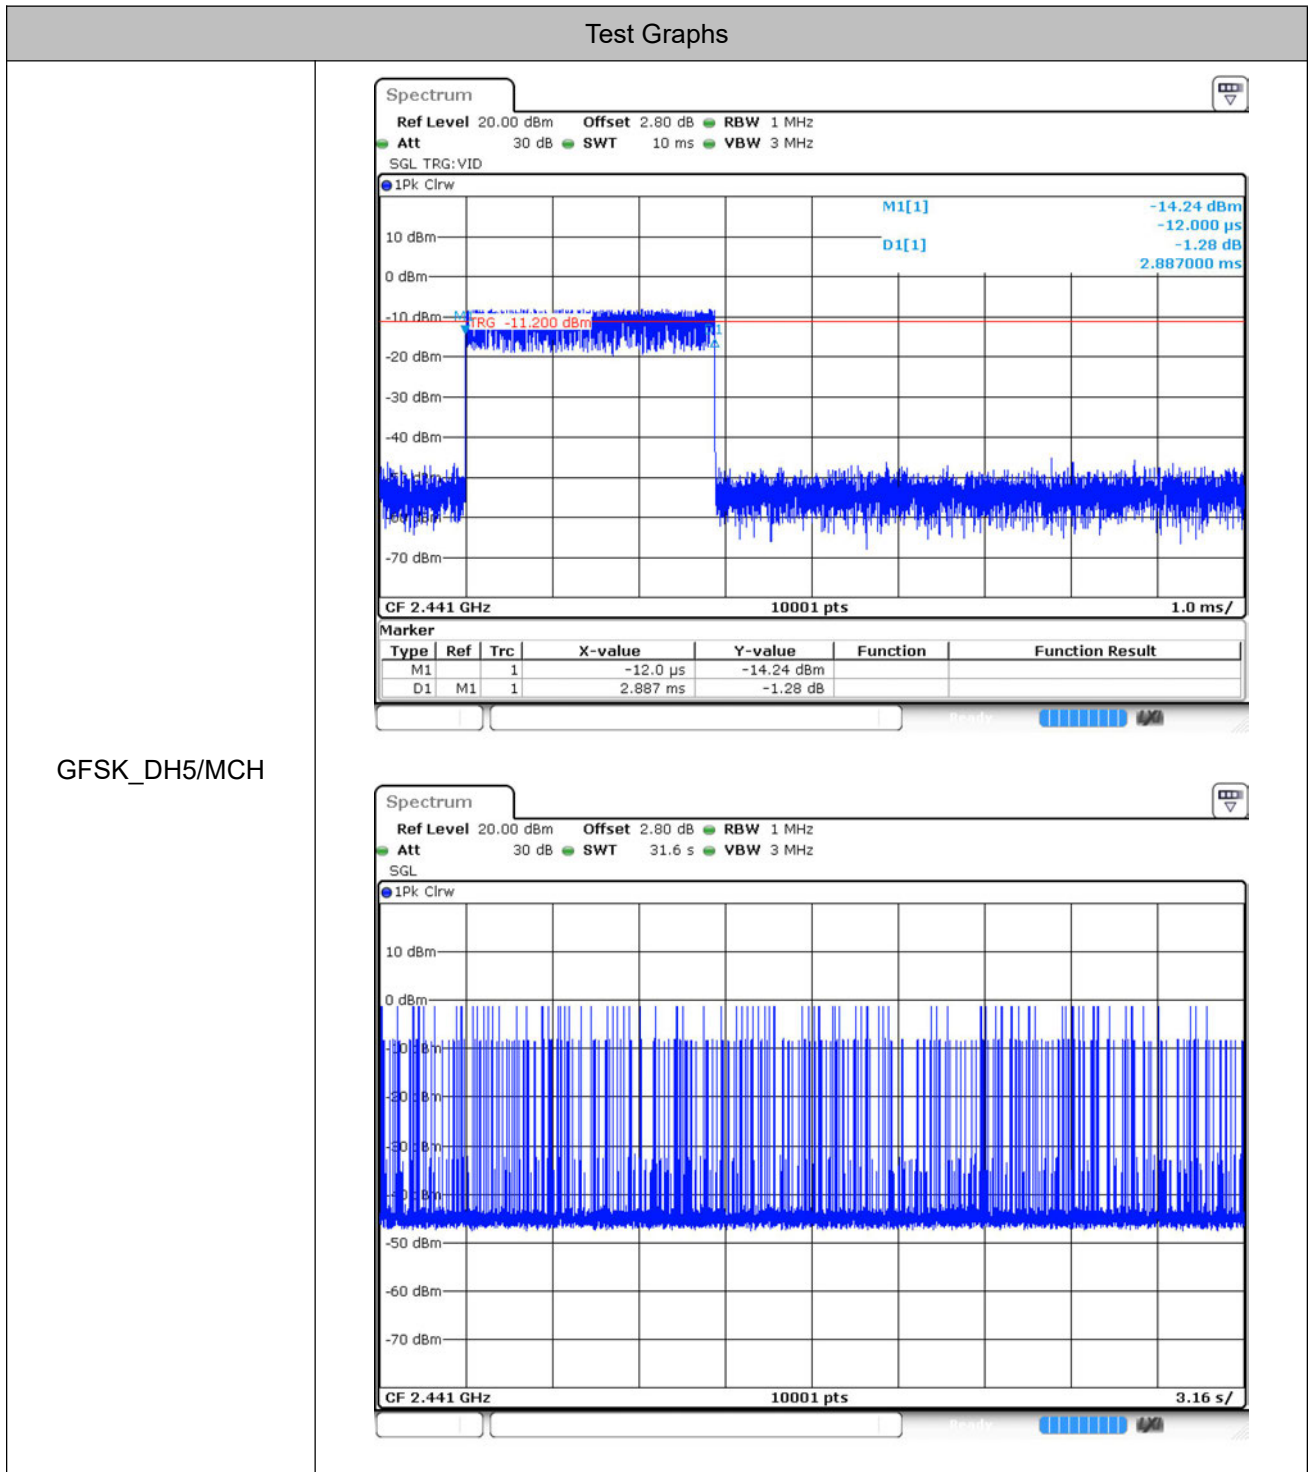 Test Graphs
GFSK_DH5/MCH
Spectrum
Ref Level 20.00 dBm Offset 2.80 dB RBW 1 MHz
Att 30 dB SWT 10 ms VBW 3 MHz
SGL TRG:VID
1Pk Clrw
M1[1] -14.24 dBm
-12.000 µs
D1[1] -1.28 dB
2.887000 ms
10 dBm
0 dBm
-10 dBm
TRG -11.200 dBm
-20 dBm
-30 dBm
-40 dBm
-70 dBm
CF 2.441 GHz 10001 pts 1.0 ms/
Marker
Type Ref Trc X-value Y-value Function Function Result
M1 1 -12.0 µs -14.24 dBm
D1 M1 1 2.887 ms -1.28 dB
Ready
Spectrum
Ref Level 20.00 dBm Offset 2.80 dB RBW 1 MHz
Att 30 dB SWT 31.6 s VBW 3 MHz
SGL
1Pk Clrw
10 dBm
0 dBm
-50 dBm
-60 dBm
-70 dBm
CF 2.441 GHz 10001 pts 3.16 s/
Ready